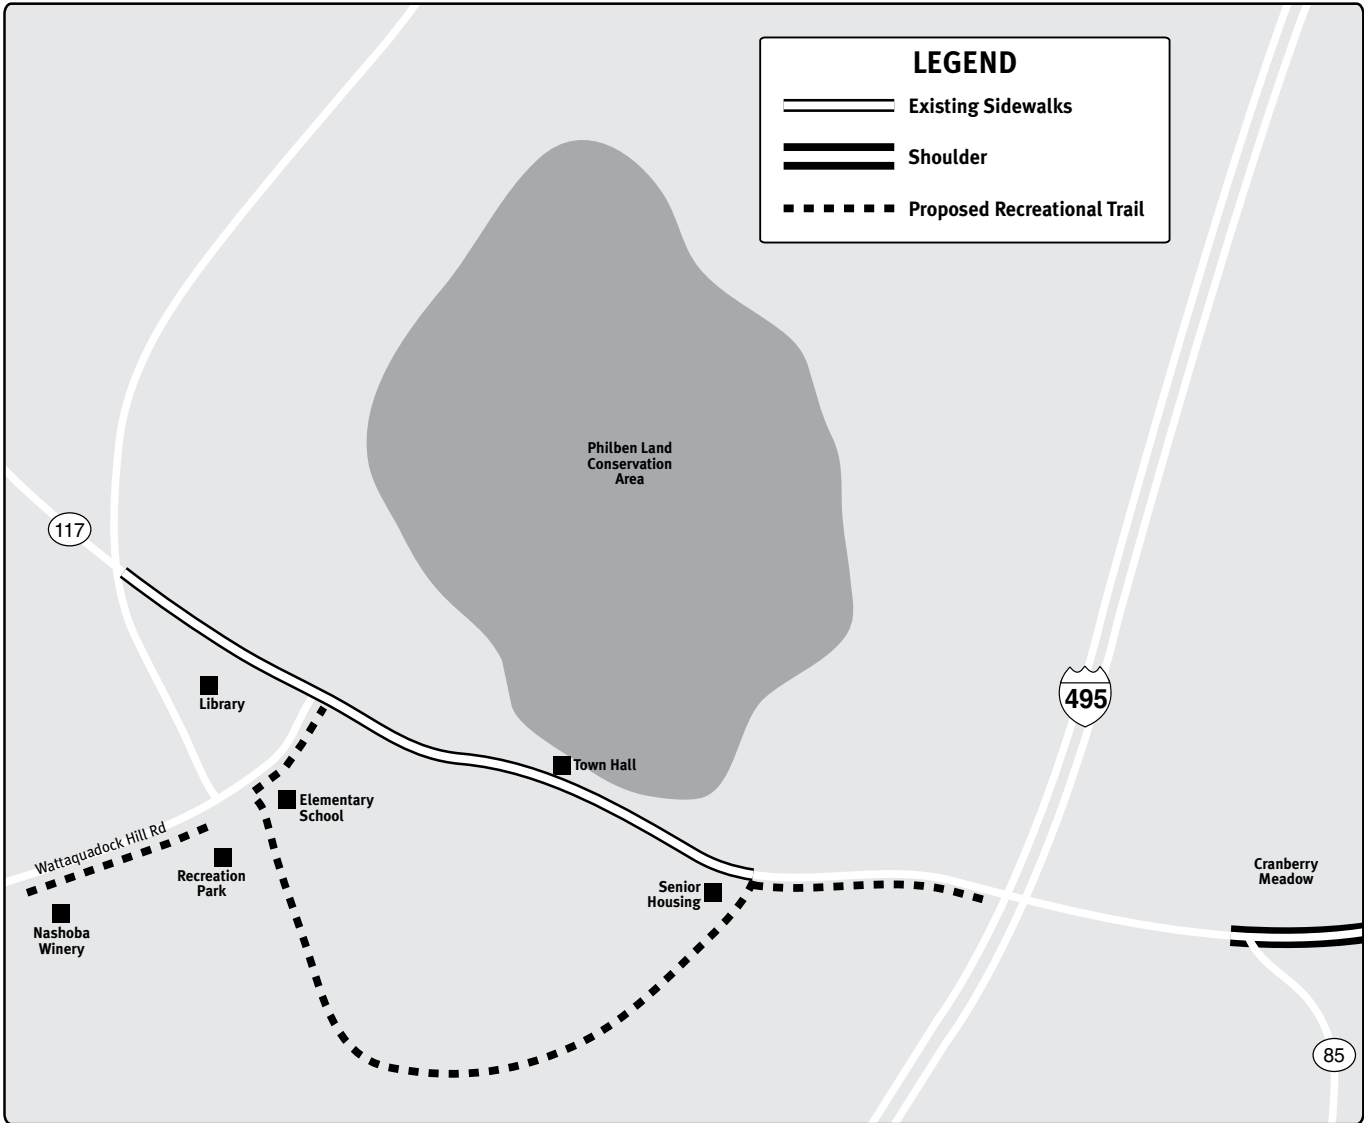 LEGEND
Existing Sidewalks
Shoulder
Proposed Recreational Trail
Philben Land
Conservation
Area
117
495
Library
Town Hall
Elementary
School
Wattaquadock Hill Rd
Recreation
Park
Nashoba
Winery
Senior
Housing
Cranberry
Meadow
85